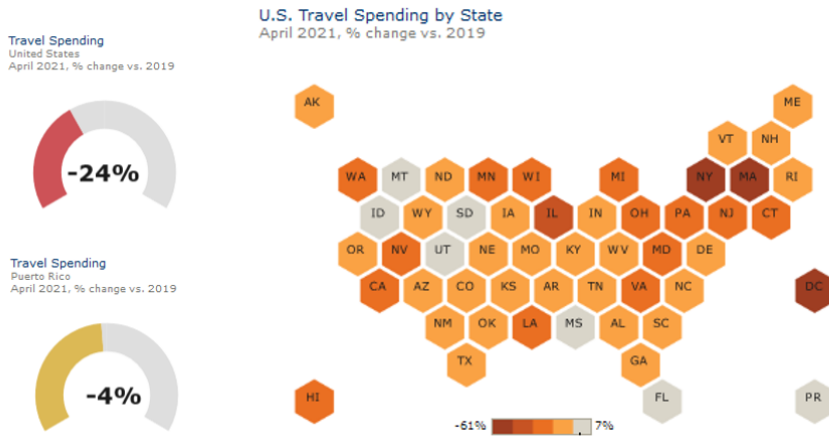 U.S. Travel Spending by State
April 2021, % change vs. 2019
Travel Spending
United States
April 2021, % change vs. 2019
-24%
Travel Spending
Puerto Rico
April 2021, % change vs. 2019
-4%
AK ME
VT NH
WA MT ND MN WI MI NY MA RI
ID WY SD IA IL IN OH PA NJ CT
OR NV UT NE MO KY WV MD DE
CA AZ CO KS AR TN VA NC DC
NM OK LA MS AL SC
TX GA
HI FL PR
-61% 7%